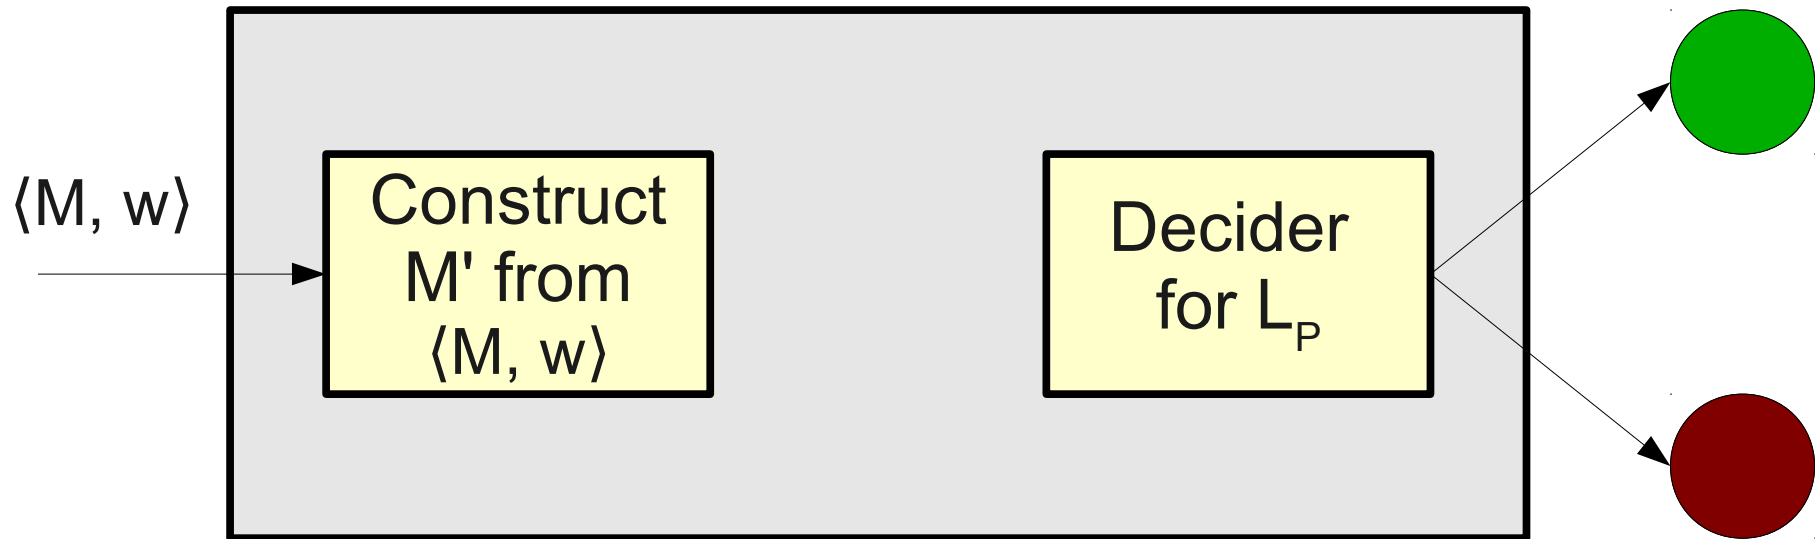 ⟨M, w⟩
Construct
M' from
⟨M, w⟩
Decider
for L_P